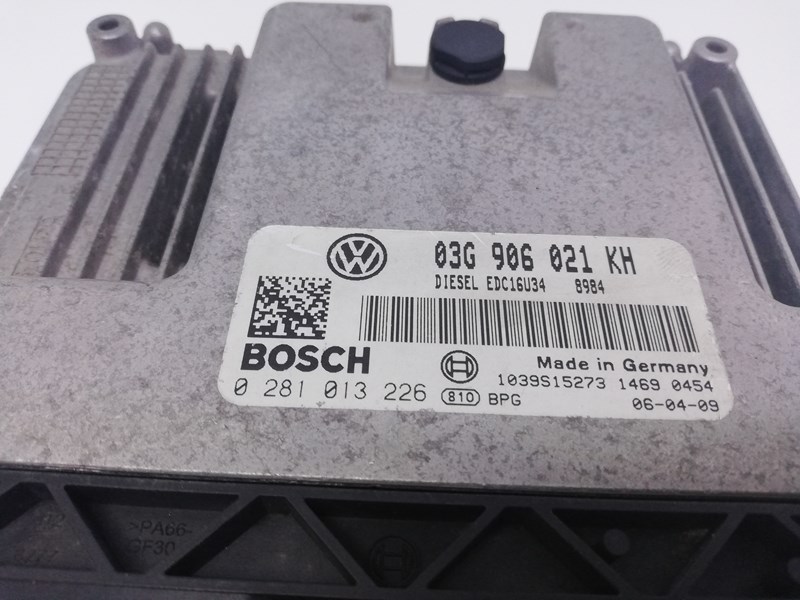 VW
03G 906 021 KH
DIESEL EDC16U34 8984
BOSCH
Made in Germany
0 281 013 226 810 BPG
1039S15273 1469 0454
06-04-09
>PA66-
GF30